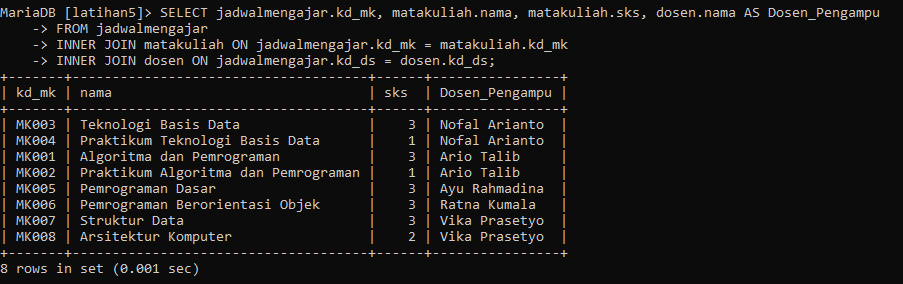 MariaDB [latihan5]> SELECT jadwalmengajar.kd_mk, matakuliah.nama, matakuliah.sks, dosen.nama AS Dosen_Pengampu
    -> FROM jadwalmengajar
    -> INNER JOIN matakuliah ON jadwalmengajar.kd_mk = matakuliah.kd_mk
    -> INNER JOIN dosen ON jadwalmengajar.kd_ds = dosen.kd_ds;
+-------+------------------------------------+------+----------------+
| kd_mk | nama                               | sks  | Dosen_Pengampu |
+-------+------------------------------------+------+----------------+
| MK003 | Teknologi Basis Data               |    3 | Nofal Arianto  |
| MK004 | Praktikum Teknologi Basis Data     |    1 | Nofal Arianto  |
| MK001 | Algoritma dan Pemrograman          |    3 | Ario Talib     |
| MK002 | Praktikum Algoritma dan Pemrograman |    1 | Ario Talib     |
| MK005 | Pemrograman Dasar                  |    3 | Ayu Rahmadina  |
| MK006 | Pemrograman Berorientasi Objek     |    3 | Ratna Kumala   |
| MK007 | Struktur Data                      |    3 | Vika Prasetyo  |
| MK008 | Arsitektur Komputer                |    2 | Vika Prasetyo  |
+-------+------------------------------------+------+----------------+
8 rows in set (0.001 sec)